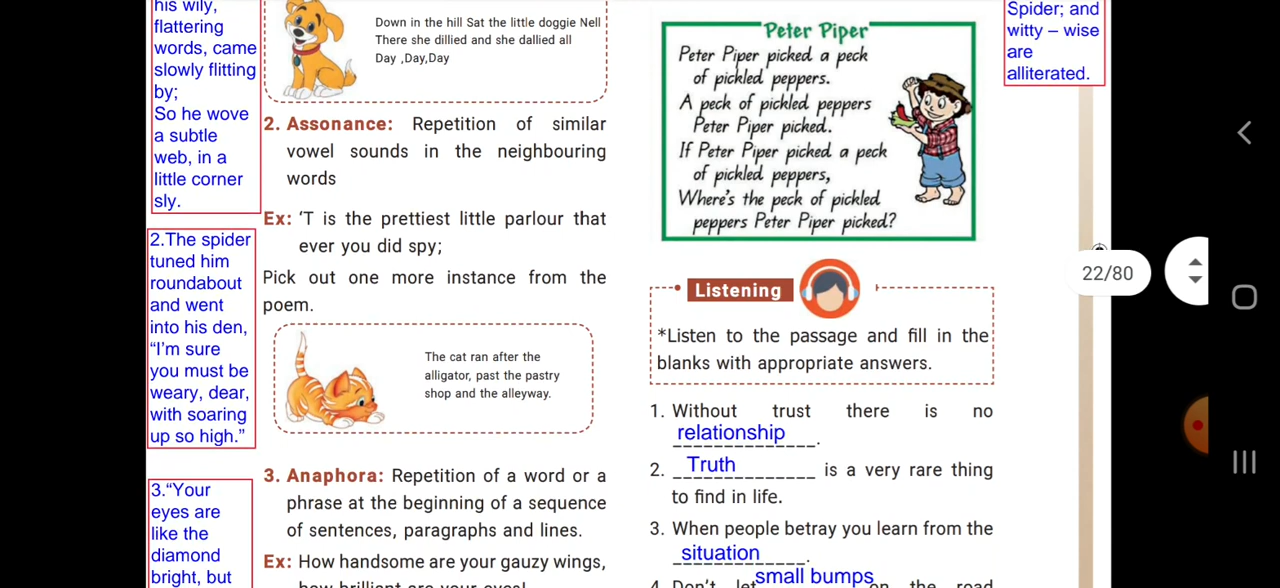 his wily,
flattering
words, came
slowly flitting
by;
So he wove
a subtle
web, in a
little corner
sly.
2.The spider
tuned him
roundabout
and went
into his den,
“I’m sure
you must be
weary, dear,
with soaring
up so high.”
3.“Your
eyes are
like the
diamond
bright, but
Down in the hill Sat the little doggie Nell
There she dillied and she dallied all
Day ,Day,Day
2. Assonance: Repetition of similar
vowel sounds in the neighbouring
words
Ex: ‘T is the prettiest little parlour that
ever you did spy;
Pick out one more instance from the
poem.
The cat ran after the
alligator, past the pastry
shop and the alleyway.
3. Anaphora: Repetition of a word or a
phrase at the beginning of a sequence
of sentences, paragraphs and lines.
Ex: How handsome are your gauzy wings,
how brilliant are your eyes!
Peter Piper
Peter Piper picked a peck
of pickled peppers.
A peck of pickled peppers
Peter Piper picked.
If Peter Piper picked a peck
of pickled peppers,
Where's the peck of pickled
peppers Peter Piper picked?
Listening
*Listen to the passage and fill in the
blanks with appropriate answers.
1. Without trust there is no
relationship.
2. Truth is a very rare thing
to find in life.
3. When people betray you learn from the
situation.
4. Don't let small bumps on the road
Spider; and
witty – wise
are
alliterated.
22/80